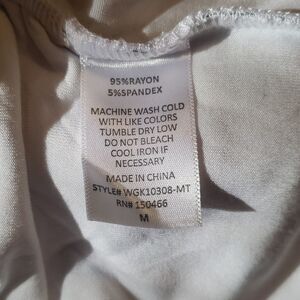 95%RAYON
5%SPANDEX
MACHINE WASH COLD
WITH LIKE COLORS
TUMBLE DRY LOW
DO NOT BLEACH
COOL IRON IF
NECESSARY
MADE IN CHINA
STYLE# WGK10308-MT
RN# 150466
M